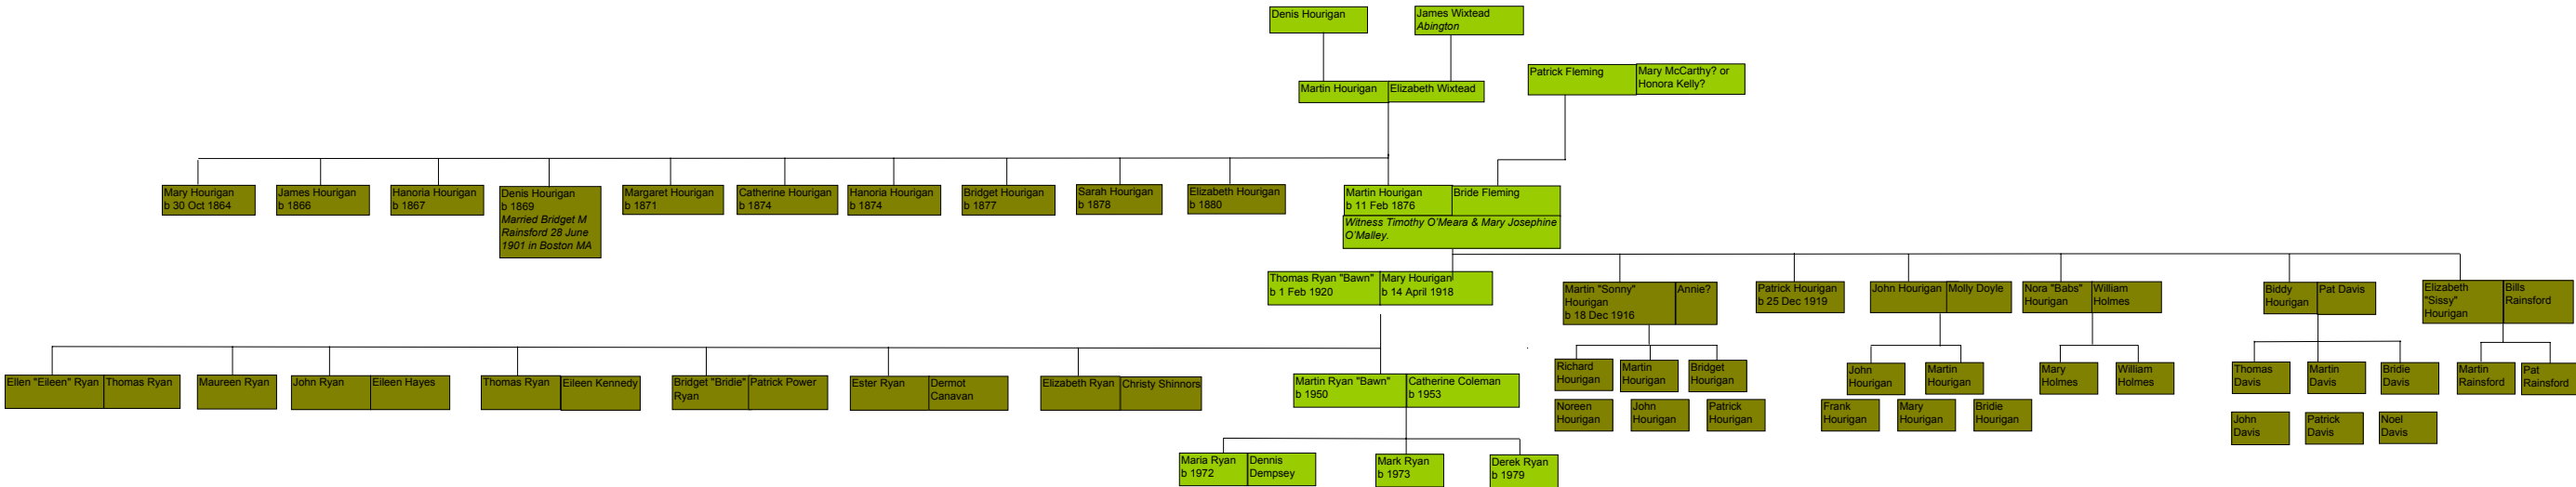 Denis Hourigan
James Wixtead
Abington
Martin Hourigan
Elizabeth Wixtead
Patrick Fleming
Mary McCarthy? or
Honora Kelly?
Mary Hourigan
b 30 Oct 1864
James Hourigan
b 1866
Hanoria Hourigan
b 1867
Denis Hourigan
b 1869
Married Bridget M
Rainsford 28 June
1901 in Boston MA
Margaret Hourigan
b 1871
Catherine Hourigan
b 1874
Hanoria Hourigan
b 1874
Bridget Hourigan
b 1877
Sarah Hourigan
b 1878
Elizabeth Hourigan
b 1880
Martin Hourigan
b 11 Feb 1876
Bride Fleming
Witness Timothy O'Meara & Mary Josephine
O'Malley.
Thomas Ryan "Bawn"
b 1 Feb 1920
Mary Hourigan
b 14 April 1918
Martin "Sonny"
Hourigan
b 18 Dec 1916
Annie?
Patrick Hourigan
b 25 Dec 1919
John Hourigan
Molly Doyle
Nora "Babs"
Hourigan
William
Holmes
Biddy
Hourigan
Pat Davis
Elizabeth
"Sissy"
Hourigan
Bills
Rainsford
Ellen "Eileen" Ryan
Thomas Ryan
Maureen Ryan
John Ryan
Eileen Hayes
Thomas Ryan
Eileen Kennedy
Bridget "Bridie"
Ryan
Patrick Power
Ester Ryan
Dermot
Canavan
Elizabeth Ryan
Christy Shinnors
Martin Ryan "Bawn"
b 1950
Catherine Coleman
b 1953
Richard
Hourigan
Martin
Hourigan
Bridget
Hourigan
John
Hourigan
Martin
Hourigan
Mary
Holmes
William
Holmes
Thomas
Davis
Martin
Davis
Bridie
Davis
Martin
Rainsford
Pat
Rainsford
Noreen
Hourigan
John
Hourigan
Patrick
Hourigan
Frank
Hourigan
Mary
Hourigan
Bridie
Hourigan
John
Davis
Patrick
Davis
Noel
Davis
Maria Ryan
b 1972
Dennis
Dempsey
Mark Ryan
b 1973
Derek Ryan
b 1979